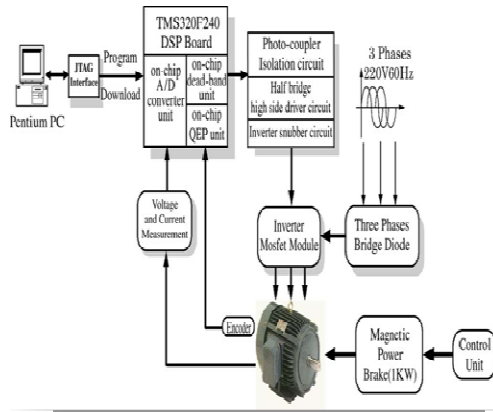 TMS320F240
DSP Board
on-chip
A/D
converter
unit
on-chip
dead-band
unit
on-chip
QEP unit
Photo-coupler
Isolation circuit
Half bridge
high side driver circuit
Inverter snubber circuit
3 Phases
220V60Hz
JTAG
Interface
Program
Download
Pentium PC
Voltage
and Current
Measurement
Inverter
Mosfet Module
Three Phases
Bridge Diode
Encoder
Magnetic
Power
Brake(1KW)
Control
Unit